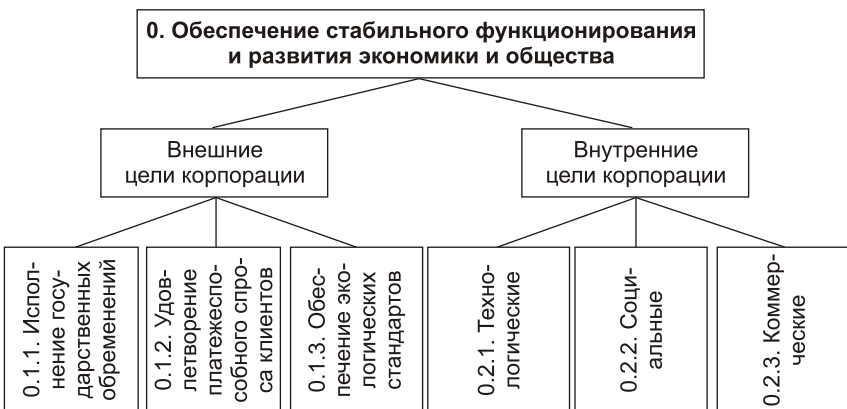 0. Обеспечение стабильного функционирования
и развития экономики и общества
Внешние
цели корпорации
Внутренние
цели корпорации
0.1.1. Испол-
нение госу-
дарственных
обременений
0.1.2. Удов-
летворение
платежеспо-
собного спро-
са клиентов
0.1.3. Обес-
печение эко-
логических
стандартов
0.2.1. Техно-
логические
0.2.2. Соци-
альные
0.2.3. Коммер-
ческие